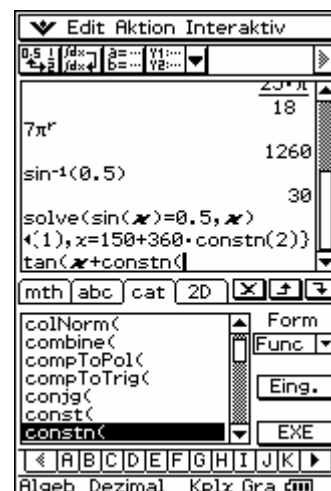 Edit Aktion Interaktiv
25·π
18
7πʳ
1260
sin⁻¹(0.5)
30
solve(sin(x)=0.5,x)
(1),x=150+360·constn(2)}
tan(x+constn(
mth abc cat 2D
colNorm(
combine(
compToPol(
compToTrig(
conjg(
const(
constn(
Form
Func
Eing.
EXE
A B C D E F G H I J K
Algeb Dezimal Kplx Gra